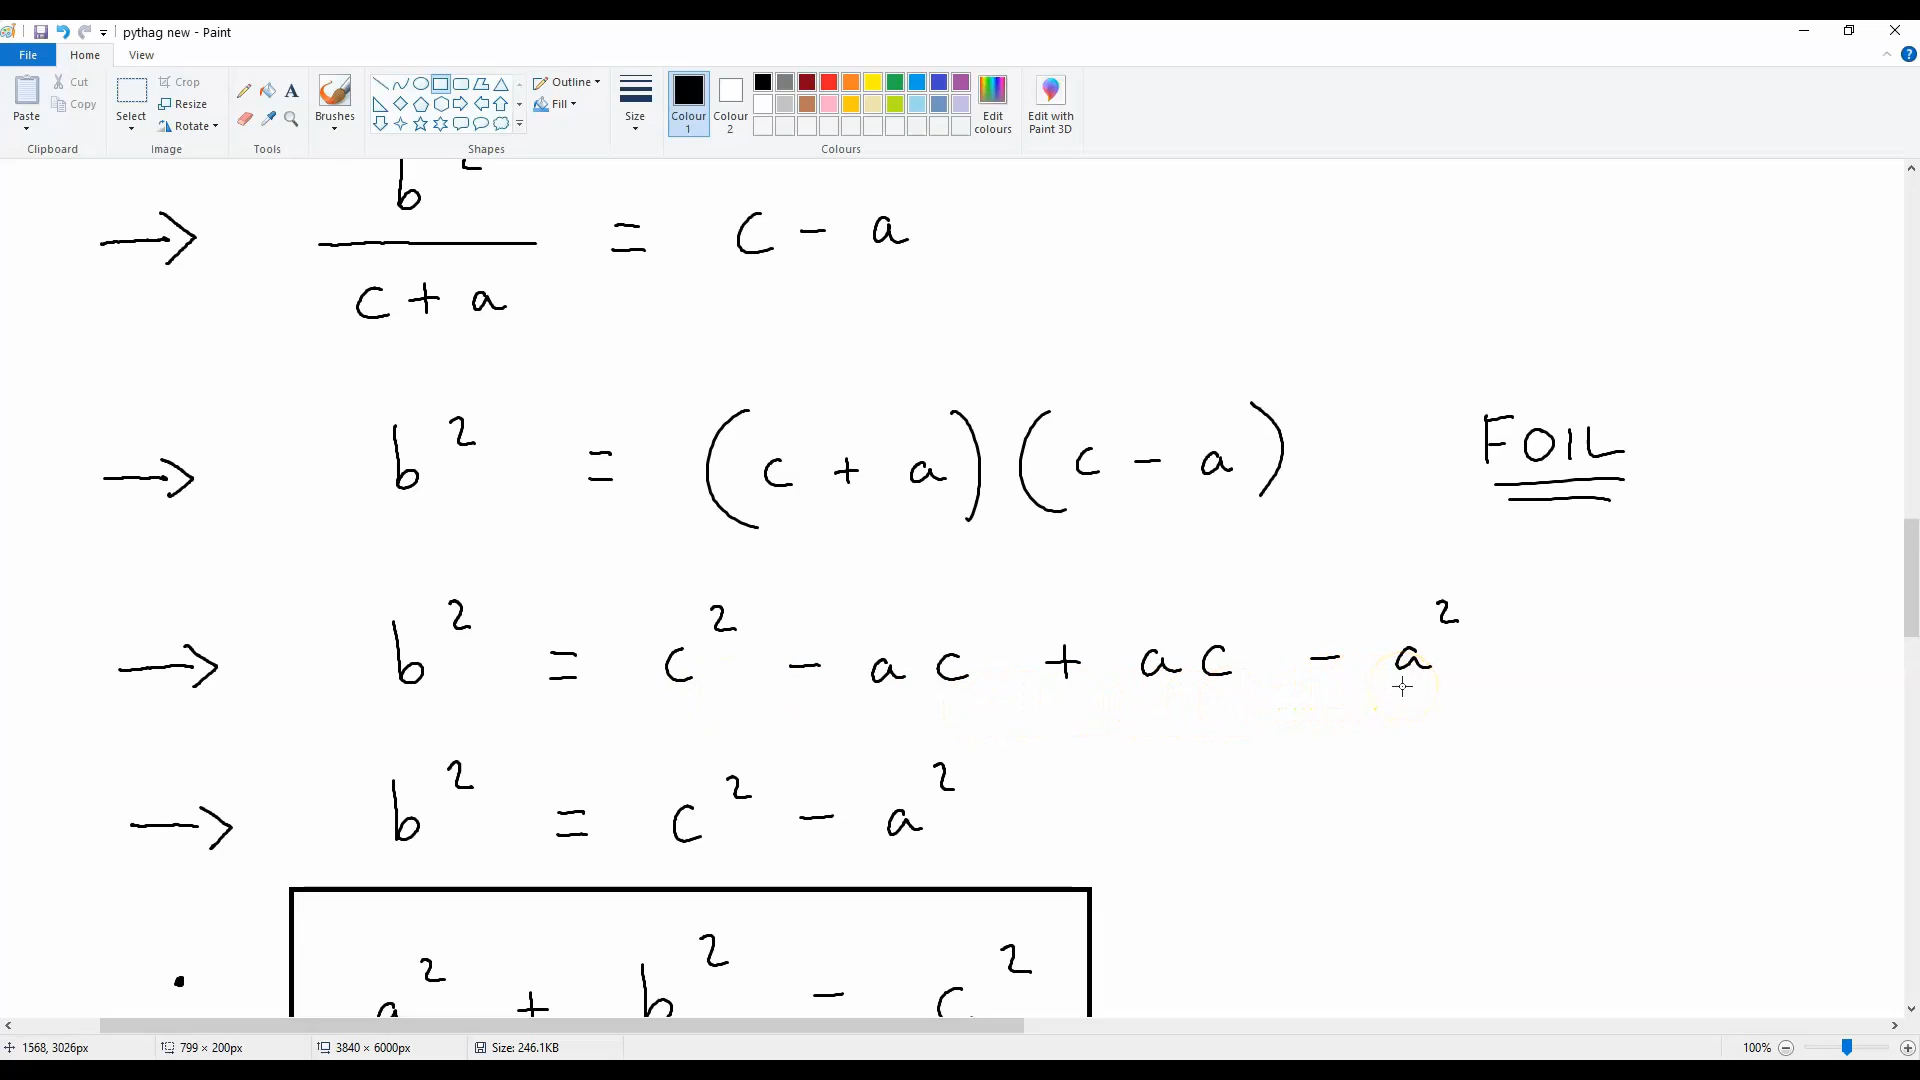 pythag new - Paint
File Home View
Paste Cut Copy Select Crop Resize Rotate Brushes Outline Fill Size Colour 1 Colour 2 Edit colours Edit with Paint 3D
Clipboard Image Tools Shapes Colours
→ b² / (c + a) = c - a
→ b² = (c + a)(c - a) FOIL
→ b² = c² - ac + ac - a²
→ b² = c² - a²
a² + b² = c²
1568, 3026px 799 × 200px 3840 × 6000px Size: 246.1KB 100%